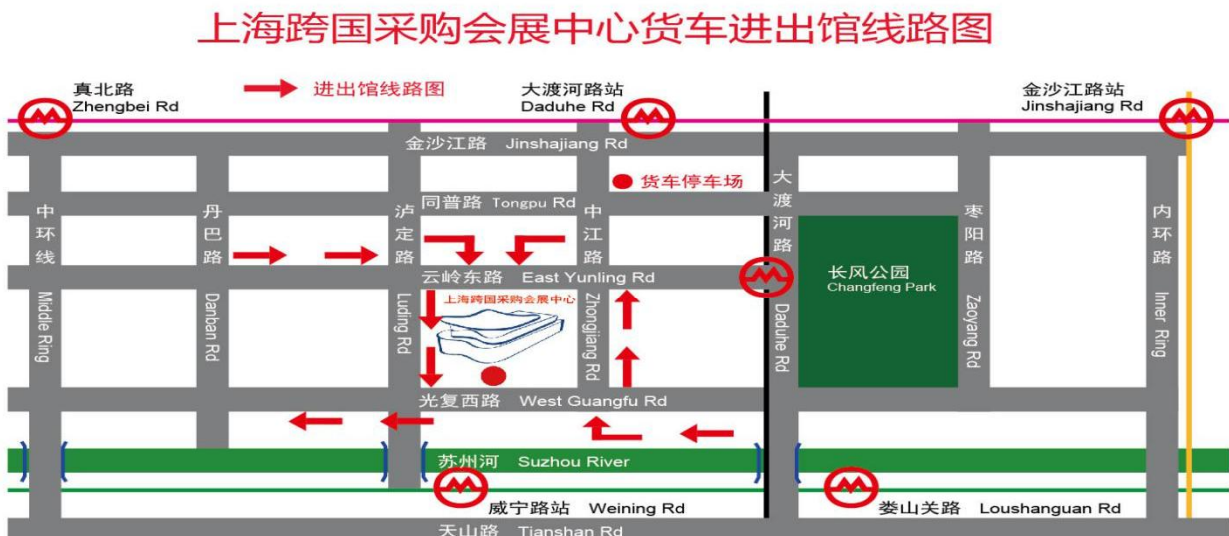 上海跨国采购会展中心货车进出馆线路图
真北路
Zhengbei Rd
进出馆线路图
大渡河路站
Daduhe Rd
金沙江路站
Jinshajiang Rd
金沙江路 Jinshajiang Rd
货车停车场
同普路 Tongpu Rd
中环线 Middle Ring
丹巴路 Danban Rd
泸定路 Luding Rd
中江路 Zhongjiang Rd
大渡河路 Daduhe Rd
枣阳路 Zaoyang Rd
内环路 Inner Ring
云岭东路 East Yunling Rd
长风公园
Changfeng Park
上海跨国采购会展中心
光复西路 West Guangfu Rd
苏州河 Suzhou River
威宁路站 Weining Rd
娄山关路 Loushanguan Rd
天山路 Tianshan Rd